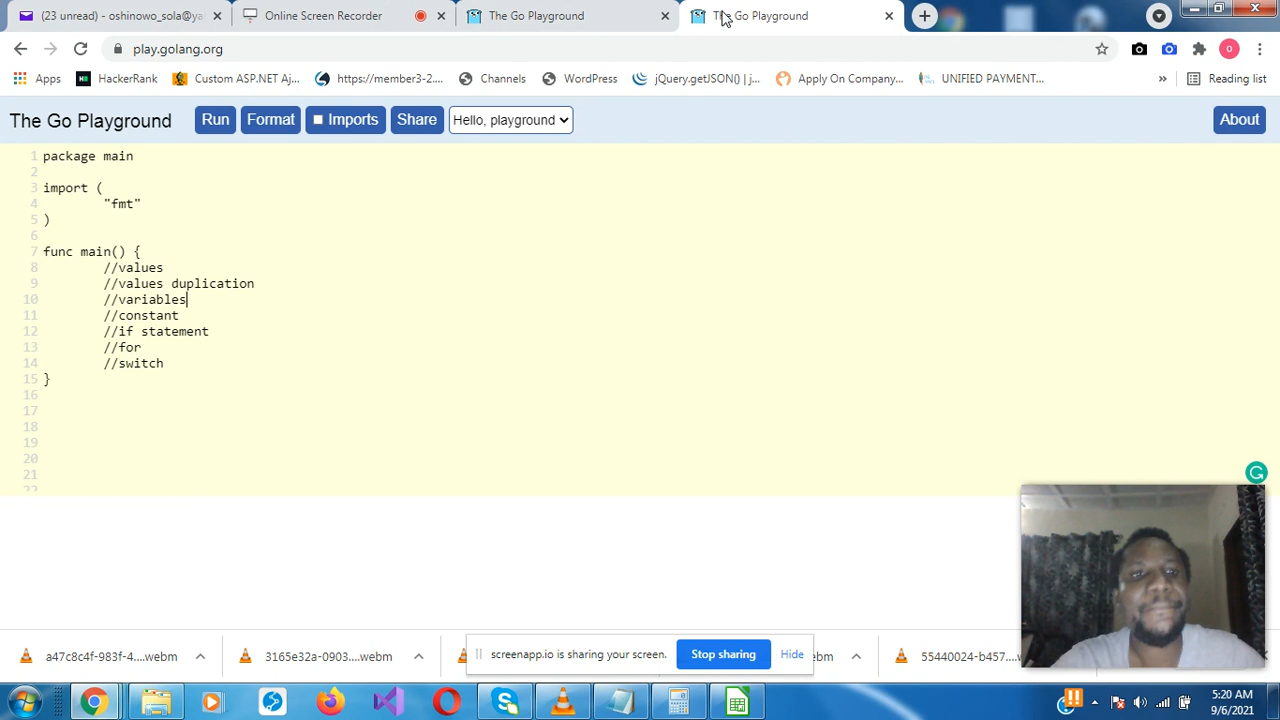 (23 unread) - oshinowo_sola@ya
Online Screen Recorder
The Go Playground
The Go Playground
play.golang.org
Apps
HackerRank
Custom ASP.NET Aj...
https://member3-2....
Channels
WordPress
jQuery.getJSON() | j...
Apply On Company...
UNIFIED PAYMENT...
»
Reading list
The Go Playground
Run
Format
Imports
Share
Hello, playground
About
1 package main
2
3 import (
4 "fmt"
5 )
6
7 func main() {
8 //values
9 //values duplication
10 //variables
11 //constant
12 //if statement
13 //for
14 //switch
15 }
16
17
18
19
20
21
22
a47c8c4f-983f-4....webm
3165e32a-0903....webm
screenapp.io is sharing your screen.
Stop sharing
Hide
bm
55440024-b457...
5:20 AM
9/6/2021